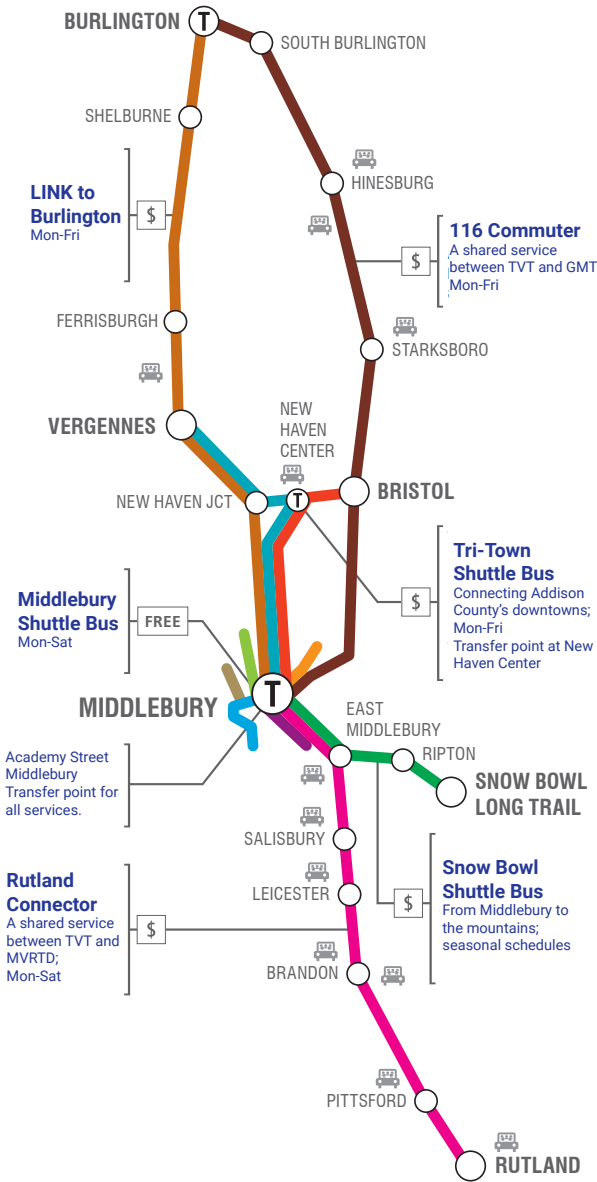 BURLINGTON
T
SOUTH BURLINGTON
SHELBURNE
HINESBURG
LINK to
Burlington
Mon-Fri
$
116 Commuter
A shared service
between TVT and GMT
Mon-Fri
$
FERRISBURGH
STARKSBORO
VERGENNES
NEW
HAVEN
CENTER
NEW HAVEN JCT
T
BRISTOL
Tri-Town
Shuttle Bus
Connecting Addison
County's downtowns;
Mon-Fri
Transfer point at New
Haven Center
$
Middlebury
Shuttle Bus
Mon-Sat
FREE
MIDDLEBURY
T
EAST
MIDDLEBURY
RIPTON
SNOW BOWL
LONG TRAIL
Academy Street
Middlebury
Transfer point for
all services.
SALISBURY
LEICESTER
Snow Bowl
Shuttle Bus
From Middlebury to
the mountains;
seasonal schedules
$
Rutland
Connector
A shared service
between TVT and
MVRTD;
Mon-Sat
$
BRANDON
PITTSFORD
RUTLAND